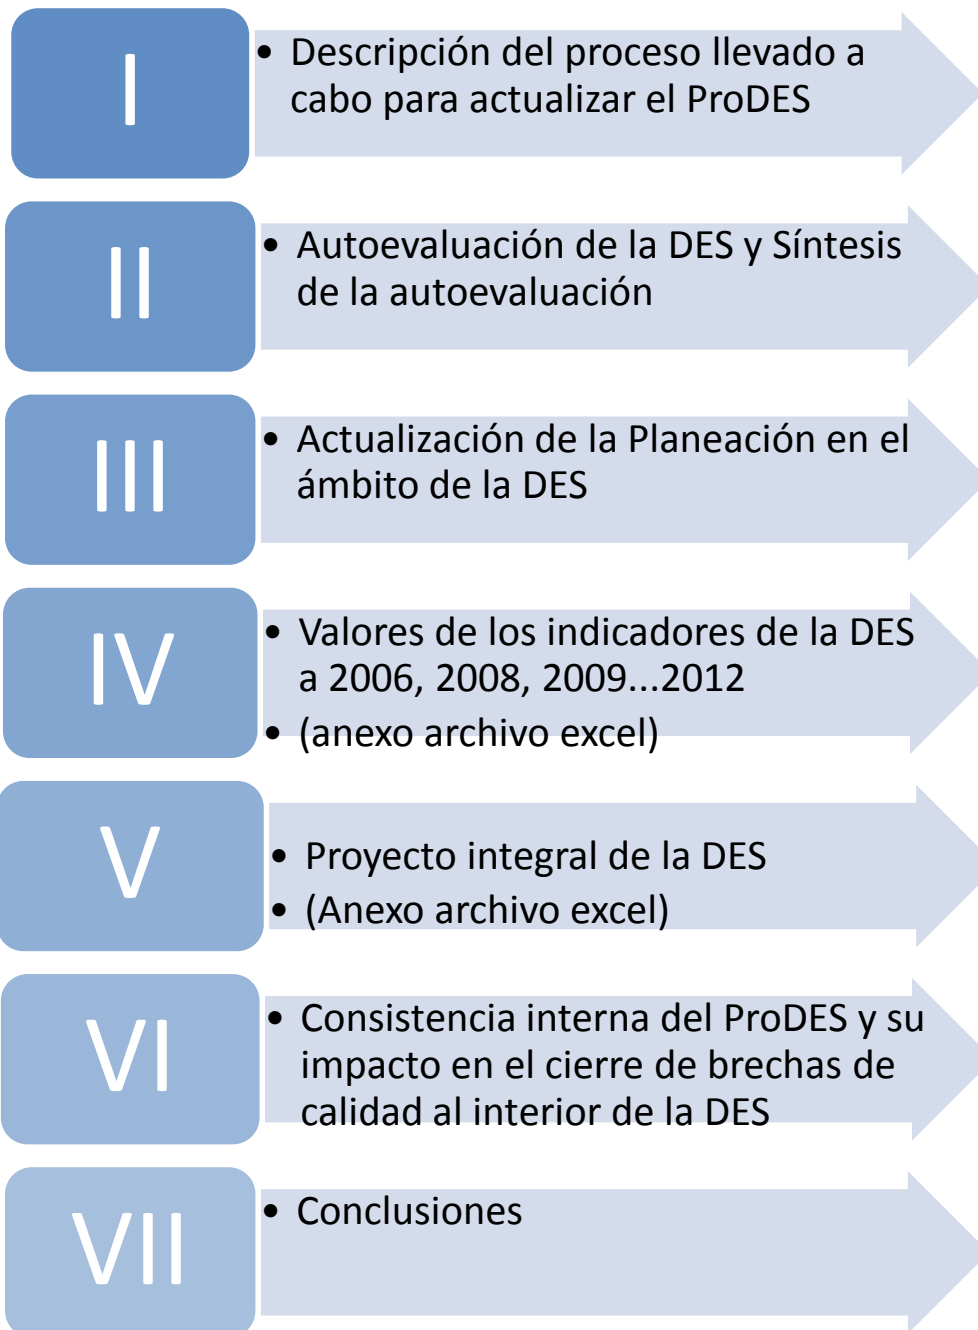 I
• Descripción del proceso llevado a
cabo para actualizar el ProDES
II
• Autoevaluación de la DES y Síntesis
de la autoevaluación
III
• Actualización de la Planeación en el
ámbito de la DES
IV
• Valores de los indicadores de la DES
a 2006, 2008, 2009...2012
• (anexo archivo excel)
V
• Proyecto integral de la DES
• (Anexo archivo excel)
VI
• Consistencia interna del ProDES y su
impacto en el cierre de brechas de
calidad al interior de la DES
VII
• Conclusiones